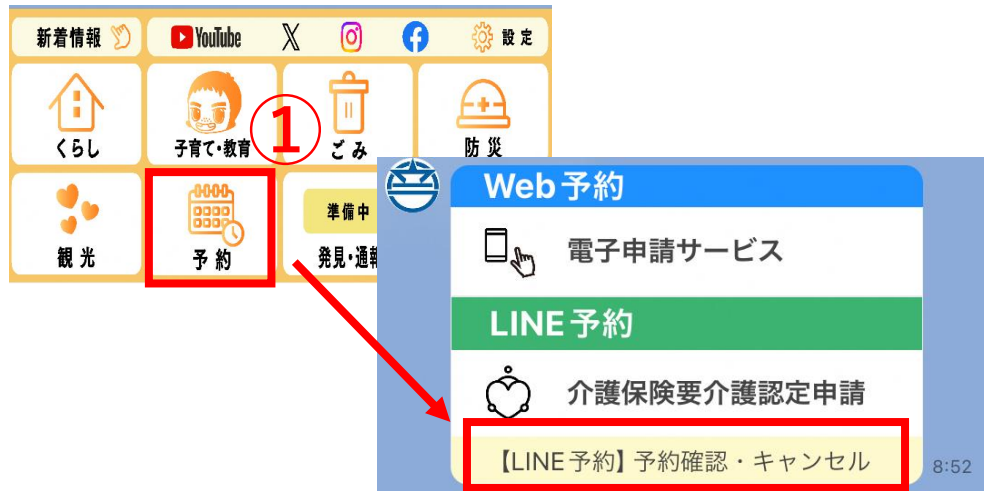 新着情報 YouTube X 設定
くらし 子育て・教育 ① ごみ 防災
観光 予約 準備中 発見・通報
Web予約
電子申請サービス
LINE予約
介護保険要介護認定申請
【LINE予約】予約確認・キャンセル
8:52